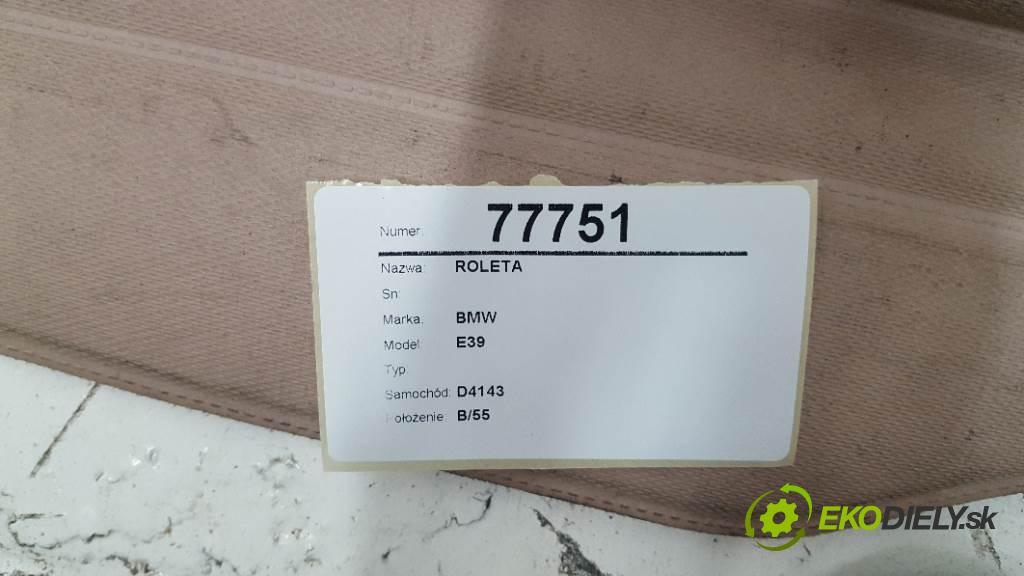 Numer: 77751
Nazwa: ROLETA
Sn:
Marka: BMW
Model: E39
Typ:
Samochód: D4143
Położenie: B/55
EKODIELY.sk